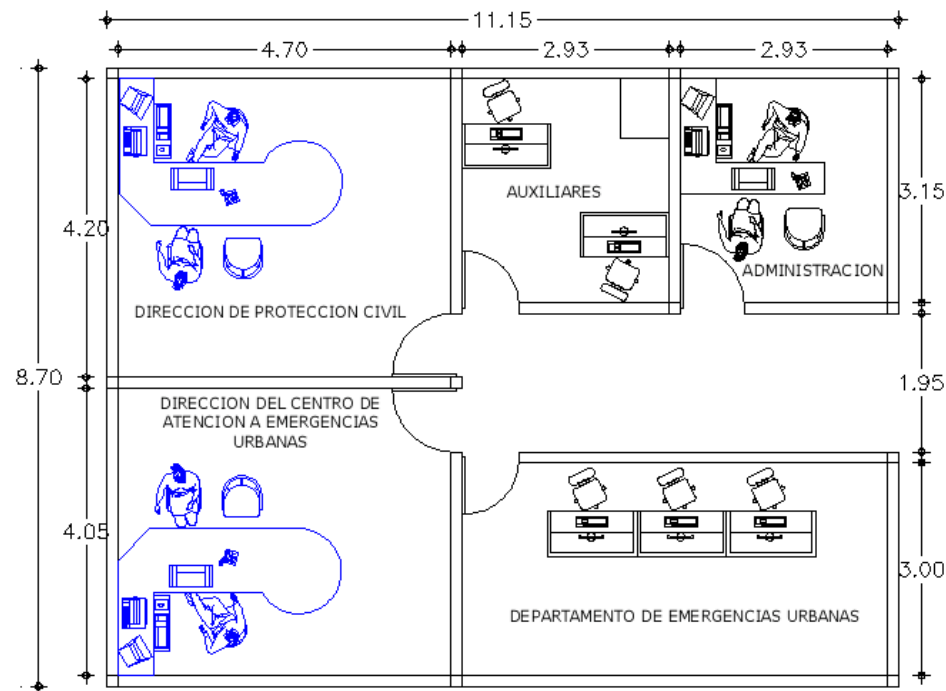 11.15
4.70
2.93
2.93
AUXILIARES
3.15
4.20
ADMINISTRACION
DIRECCION DE PROTECCION CIVIL
8.70
1.95
DIRECCION DEL CENTRO DE
ATENCION A EMERGENCIAS
URBANAS
4.05
3.00
DEPARTAMENTO DE EMERGENCIAS URBANAS